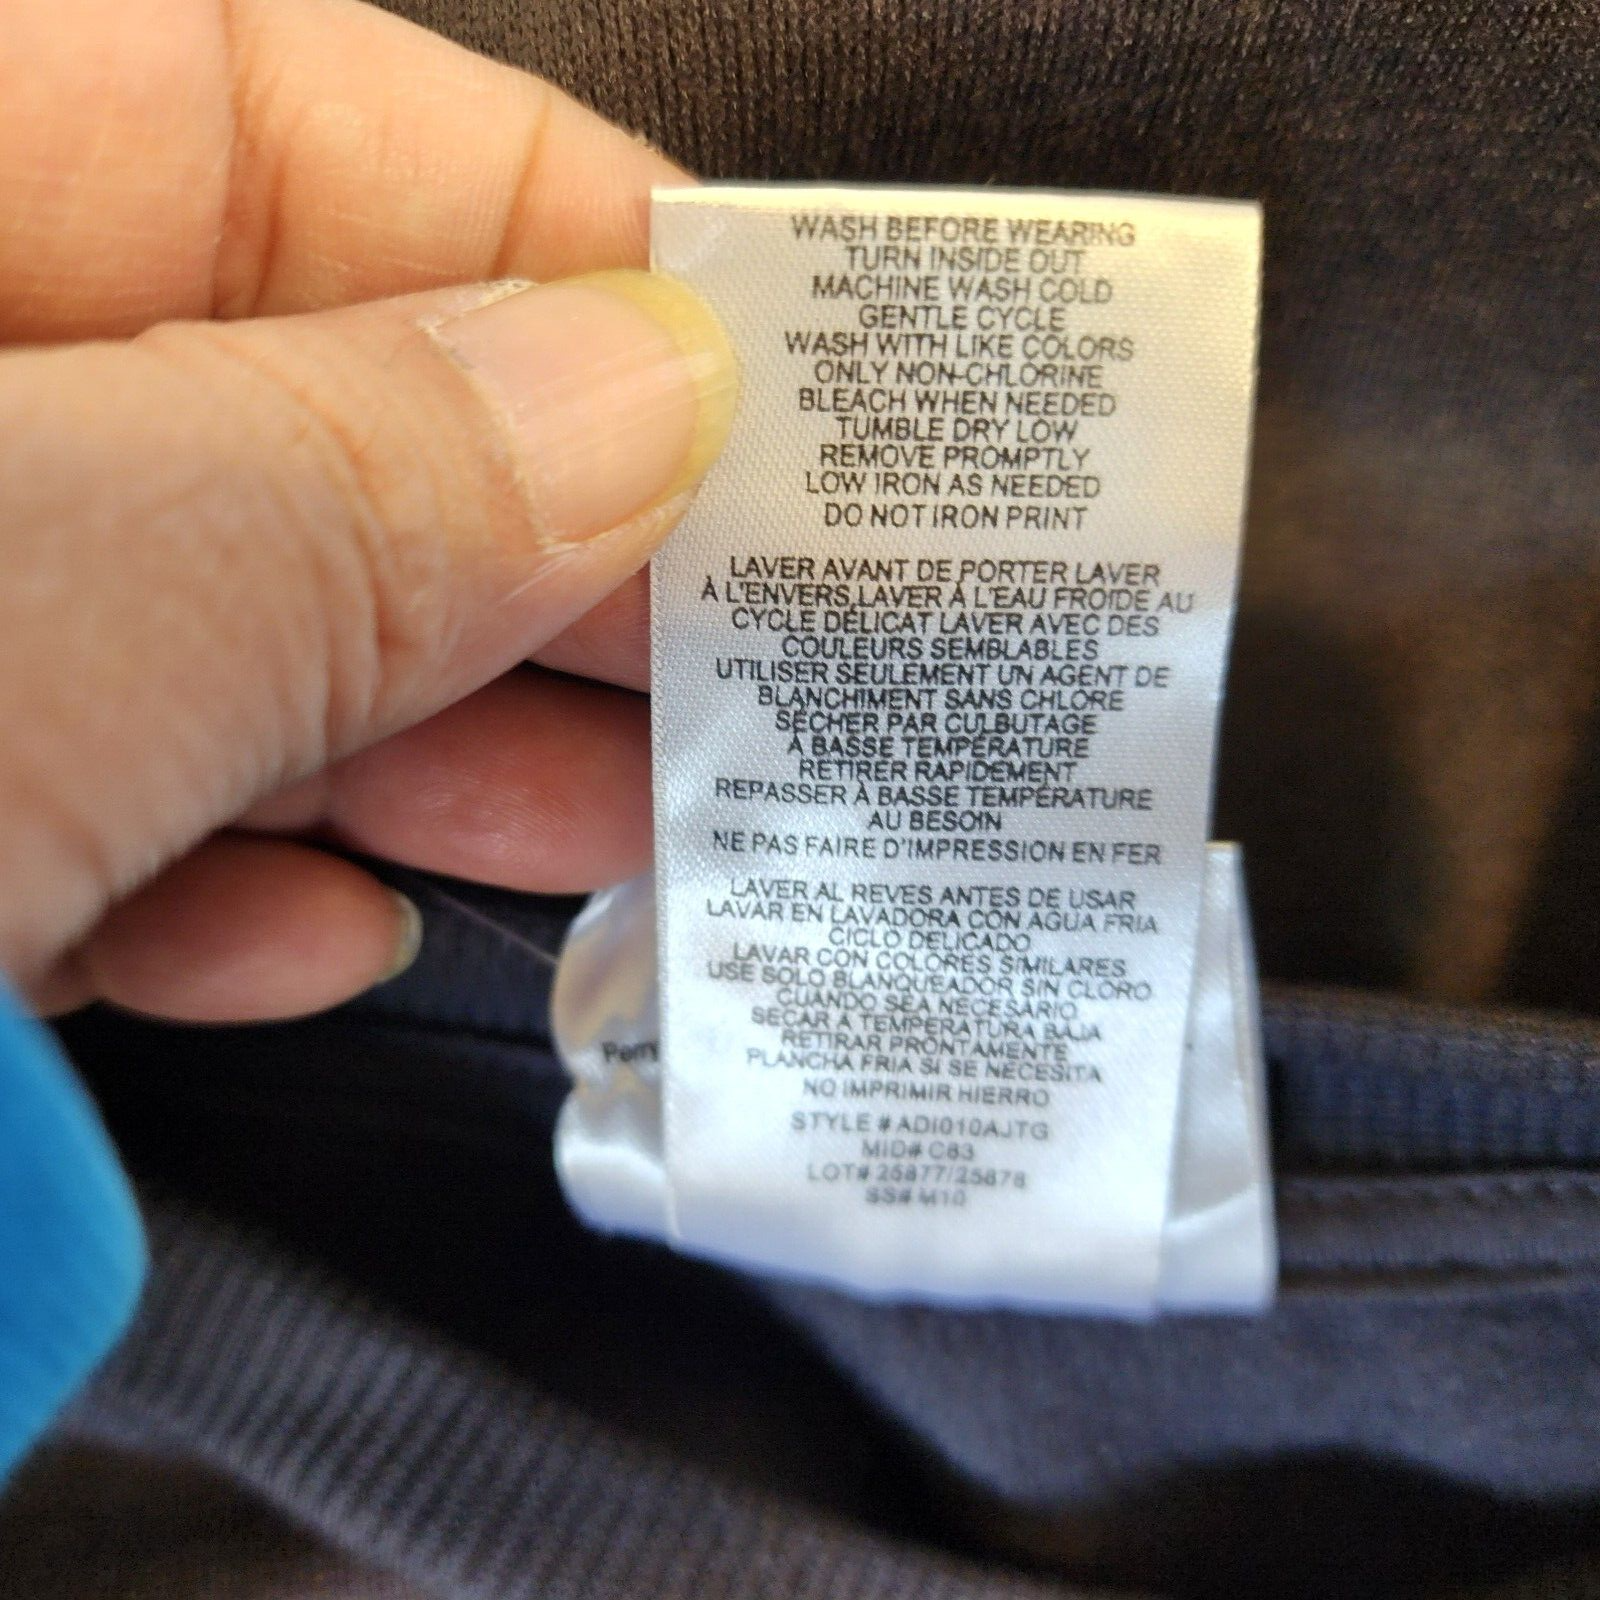 WASH BEFORE WEARING
TURN INSIDE OUT
MACHINE WASH COLD
GENTLE CYCLE
WASH WITH LIKE COLORS
ONLY NON-CHLORINE
BLEACH WHEN NEEDED
TUMBLE DRY LOW
REMOVE PROMPTLY
LOW IRON AS NEEDED
DO NOT IRON PRINT
LAVER AVANT DE PORTER LAVER
À L'ENVERS,LAVER À L'EAU FROIDE AU
CYCLE DÉLICAT LAVER AVEC DES
COULEURS SEMBLABLES
UTILISER SEULEMENT UN AGENT DE
BLANCHIMENT SANS CHLORE
SÉCHER PAR CULBUTAGE
À BASSE TEMPÉRATURE
RETIRER RAPIDEMENT
REPASSER À BASSE TEMPÉRATURE
AU BESOIN
NE PAS FAIRE D'IMPRESSION EN FER
LAVER AL REVES ANTES DE USAR
LAVAR EN LAVADORA CON AGUA FRIA
CICLO DELICADO
LAVAR CON COLORES SIMILARES
USE SOLO BLANQUEADOR SIN CLORO
CUANDO SEA NECESARIO
SECAR A TEMPERATURA BAJA
RETIRAR PRONTAMENTE
PLANCHA FRIA SI SE NECESITA
NO IMPRIMIR HIERRO
STYLE # ADI010AJTG
MID# C83
LOT# 25877/25878
SS# M10